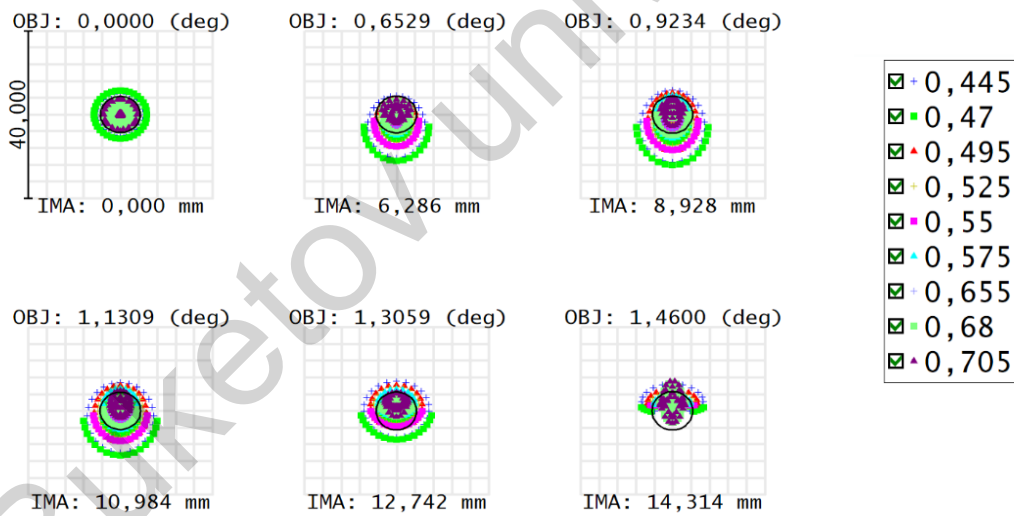 OBJ: 0,0000 (deg)
OBJ: 0,6529 (deg)
OBJ: 0,9234 (deg)
40,000
IMA: 0,000 mm
IMA: 6,286 mm
IMA: 8,928 mm
OBJ: 1,1309 (deg)
OBJ: 1,3059 (deg)
OBJ: 1,4600 (deg)
IMA: 10,984 mm
IMA: 12,742 mm
IMA: 14,314 mm
0,445
0,47
0,495
0,525
0,55
0,575
0,655
0,68
0,705